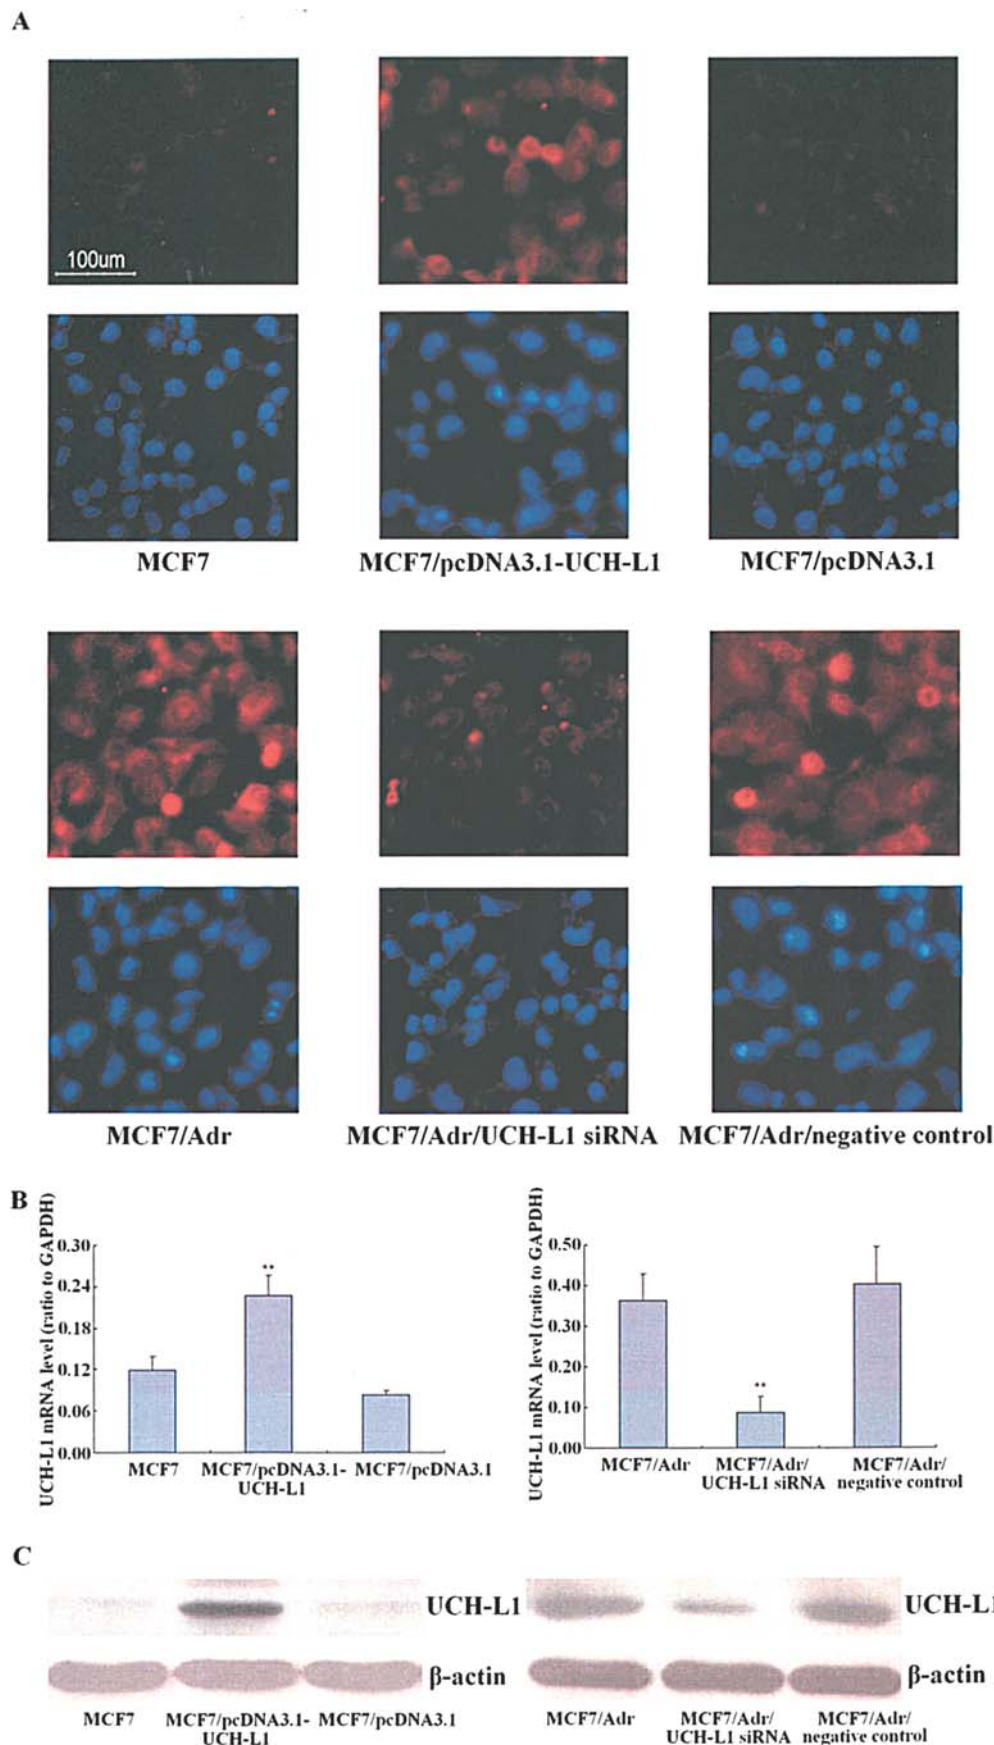 A
100um
MCF7
MCF7/pcDNA3.1-UCH-L1
MCF7/pcDNA3.1
MCF7/Adr
MCF7/Adr/UCH-L1 siRNA
MCF7/Adr/negative control
B
UCH-L1 mRNA level (ratio to GAPDH)
0.30
0.24
0.18
0.12
0.06
0.00
**
MCF7
MCF7/pcDNA3.1-
UCH-L1
MCF7/pcDNA3.1
UCH-L1 mRNA level (ratio to GAPDH)
0.50
0.40
0.30
0.20
0.10
0.00
**
MCF7/Adr
MCF7/Adr/
UCH-L1 siRNA
MCF7/Adr/
negative control
C
UCH-L1
β-actin
MCF7
MCF7/pcDNA3.1-
UCH-L1
MCF7/pcDNA3.1
UCH-L1
β-actin
MCF7/Adr
MCF7/Adr/
UCH-L1 siRNA
MCF7/Adr/
negative control